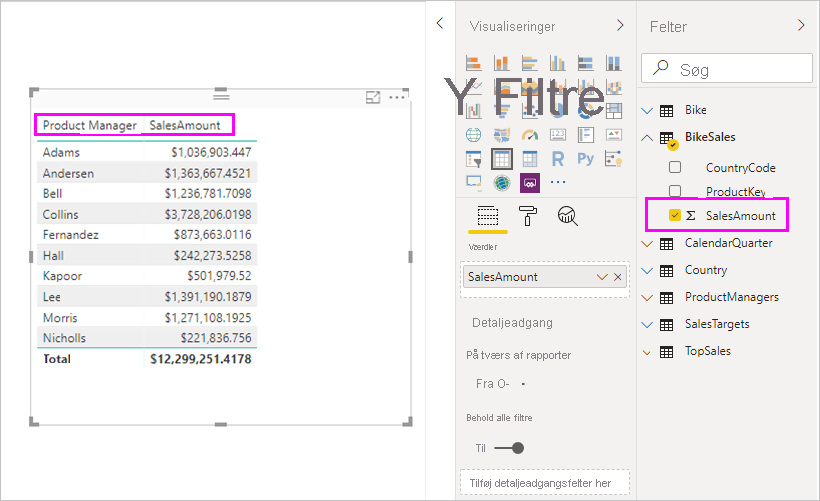 Product Manager SalesAmount
Adams $1,036,903.447
Andersen $1,363,667.4521
Bell $1,236,781.7098
Collins $3,728,206.0198
Fernandez $873,663.0116
Hall $242,273.5258
Kapoor $501,979.52
Lee $1,391,190.1879
Morris $1,271,108.1925
Nicholls $221,836.756
Total $12,299,251.4178
Y Filtre
Visualiseringer
123
R Py
Værdier
SalesAmount
Detaljeadgang
På tværs af rapporter
Fra O-
Behold alle filtre
Til
Tilføj detaljeadgangsfelter her
Felter
Søg
Bike
BikeSales
CountryCode
ProductKey
Σ SalesAmount
CalendarQuarter
Country
ProductManagers
SalesTargets
TopSales